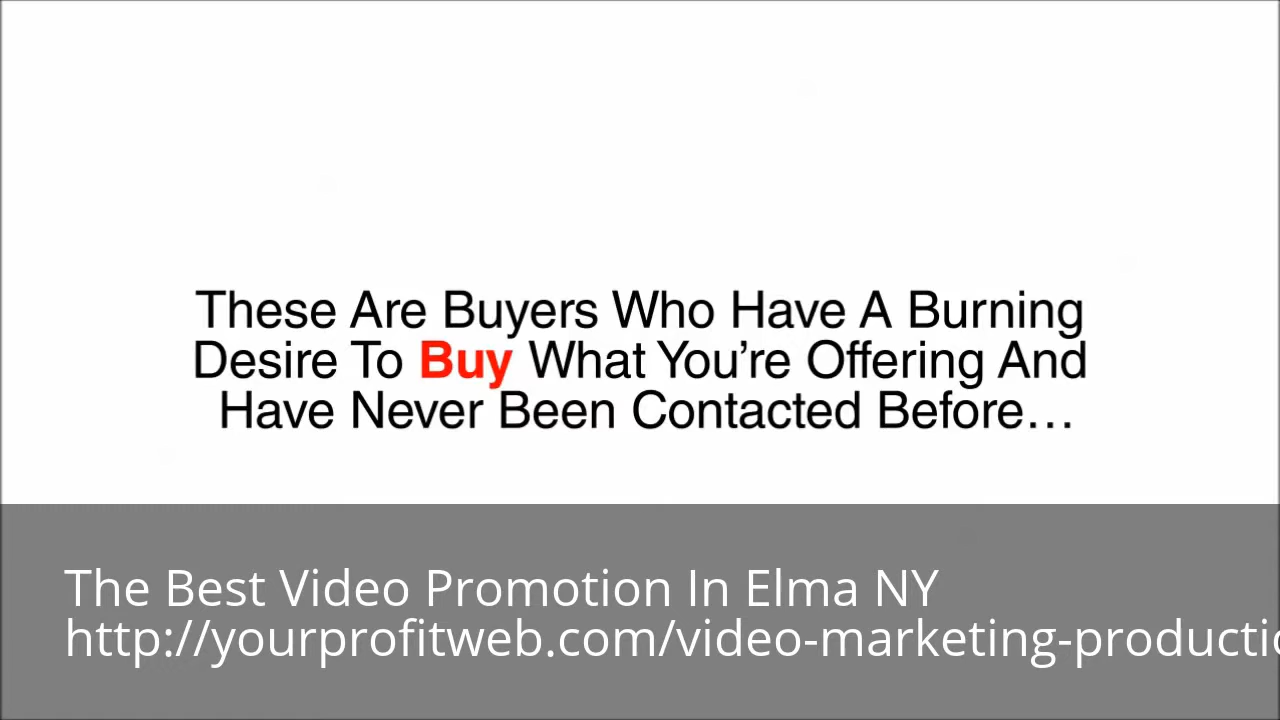 These Are Buyers Who Have A Burning
Desire To Buy What You're Offering And
Have Never Been Contacted Before…
The Best Video Promotion In Elma NY
http://yourprofitweb.com/video-marketing-productio